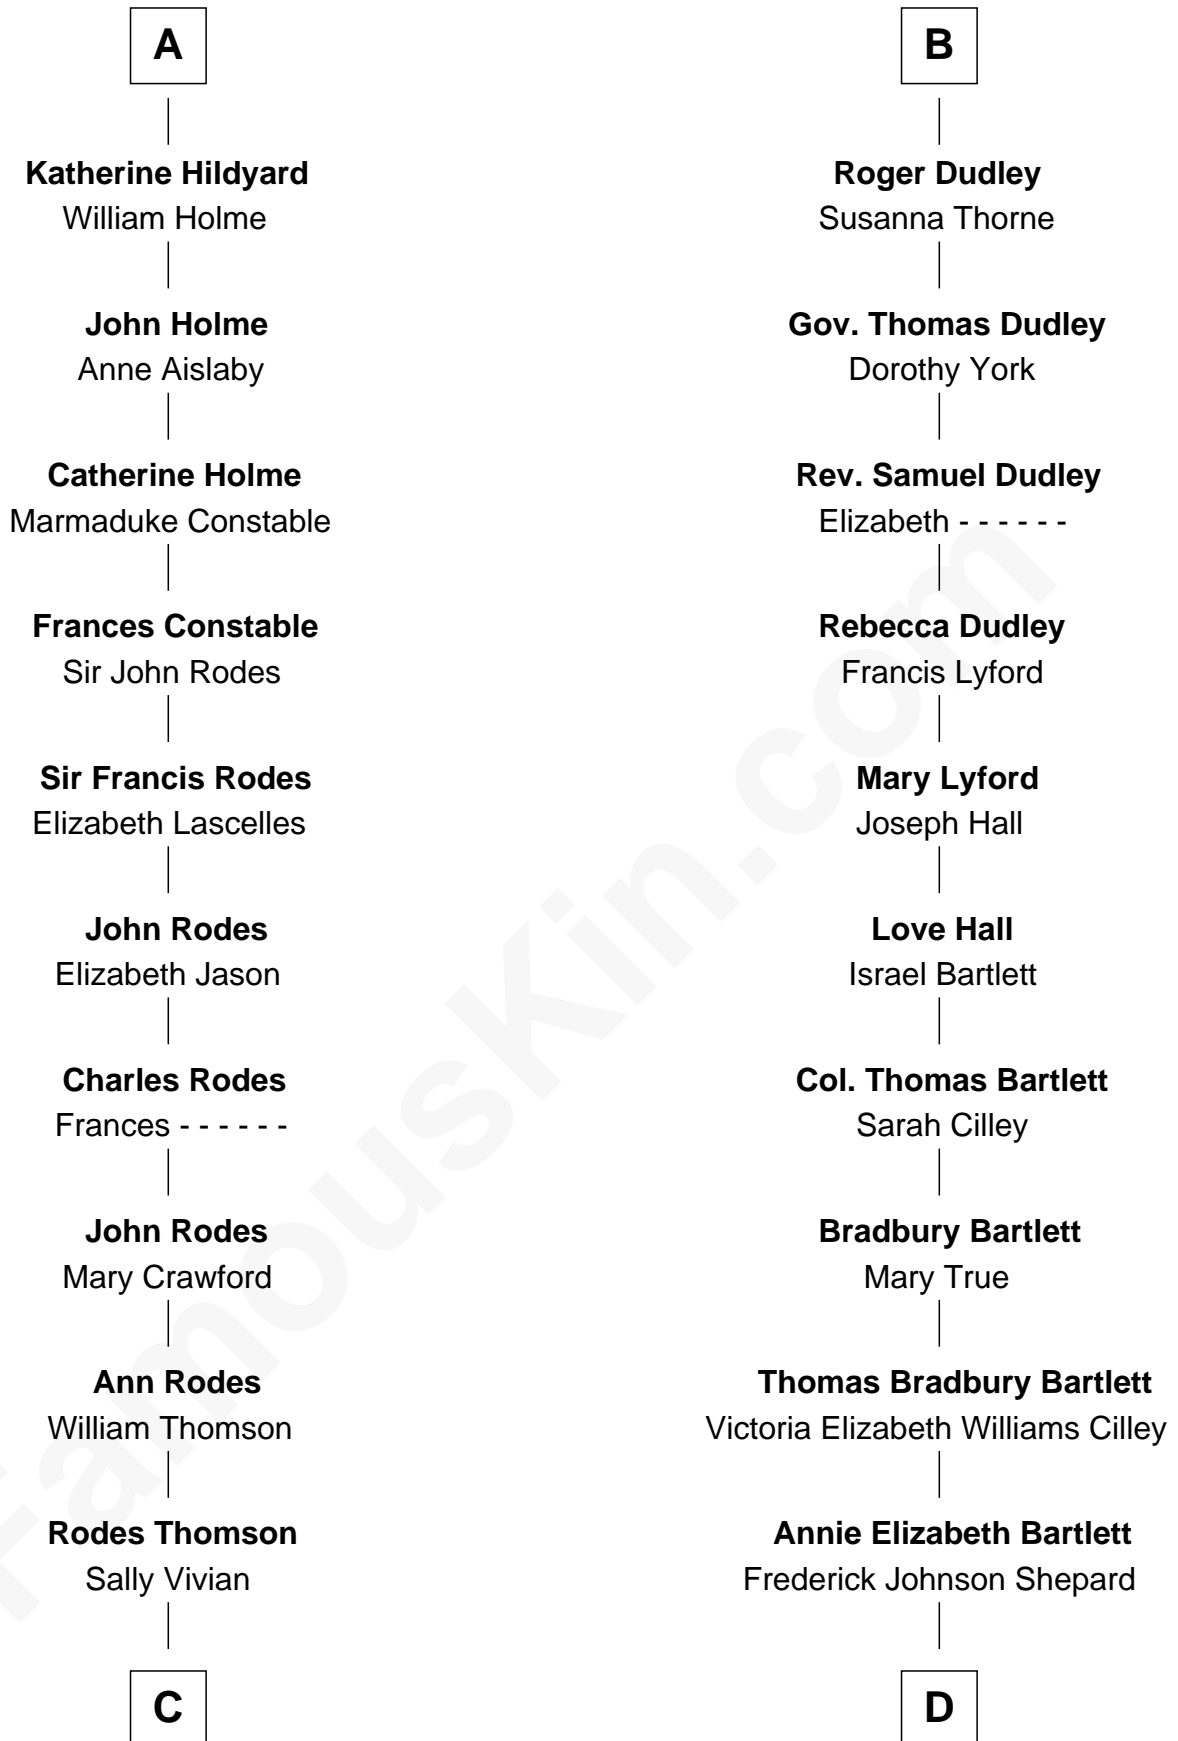 A
Katherine Hildyard
William Holme
John Holme
Anne Aislaby
Catherine Holme
Marmaduke Constable
Frances Constable
Sir John Rodes
Sir Francis Rodes
Elizabeth Lascelles
John Rodes
Elizabeth Jason
Charles Rodes
Frances - - - - - -
John Rodes
Mary Crawford
Ann Rodes
William Thomson
Rodes Thomson
Sally Vivian
C
B
Roger Dudley
Susanna Thorne
Gov. Thomas Dudley
Dorothy York
Rev. Samuel Dudley
Elizabeth - - - - - -
Rebecca Dudley
Francis Lyford
Mary Lyford
Joseph Hall
Love Hall
Israel Bartlett
Col. Thomas Bartlett
Sarah Cilley
Bradbury Bartlett
Mary True
Thomas Bradbury Bartlett
Victoria Elizabeth Williams Cilley
Annie Elizabeth Bartlett
Frederick Johnson Shepard
D
FamousKin.com